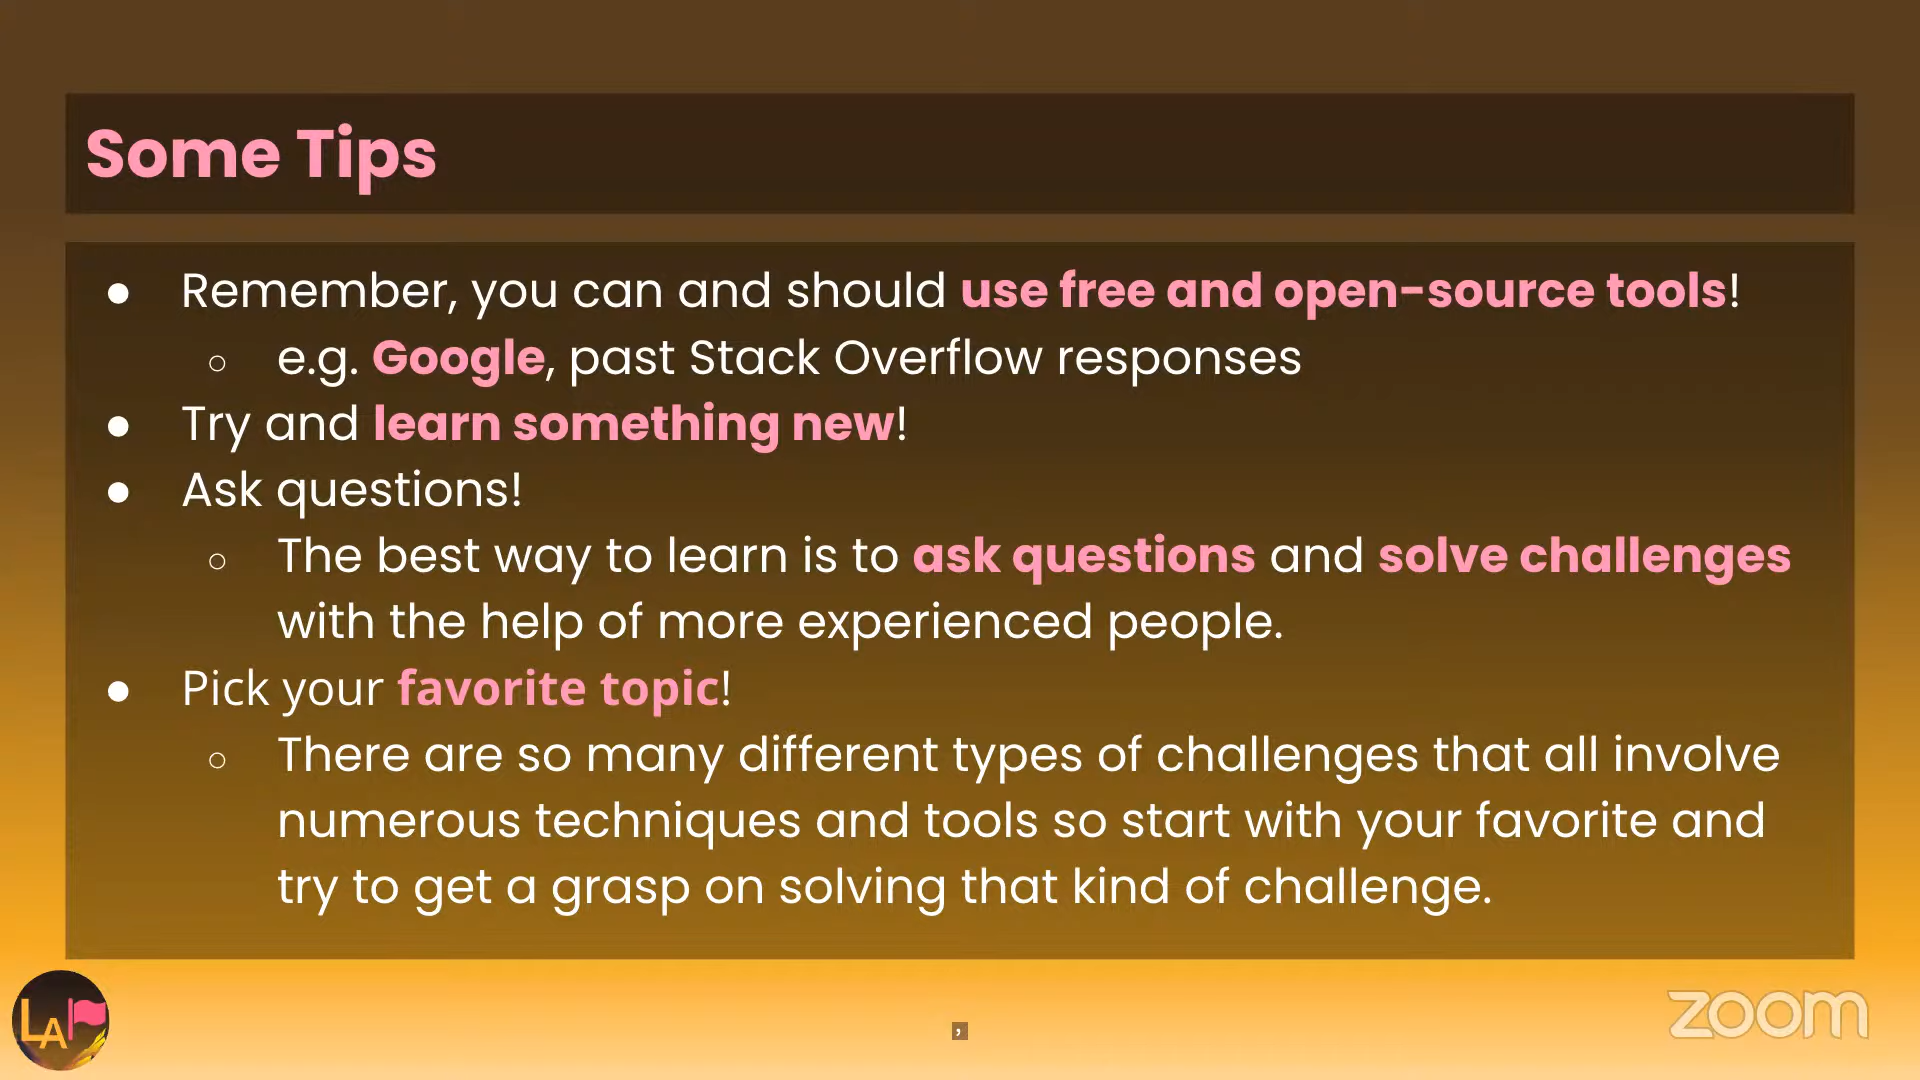 Some Tips
● Remember, you can and should use free and open-source tools!
○ e.g. Google, past Stack Overflow responses
● Try and learn something new!
● Ask questions!
○ The best way to learn is to ask questions and solve challenges
with the help of more experienced people.
● Pick your favorite topic!
○ There are so many different types of challenges that all involve
numerous techniques and tools so start with your favorite and
try to get a grasp on solving that kind of challenge.
LA
,
zoom